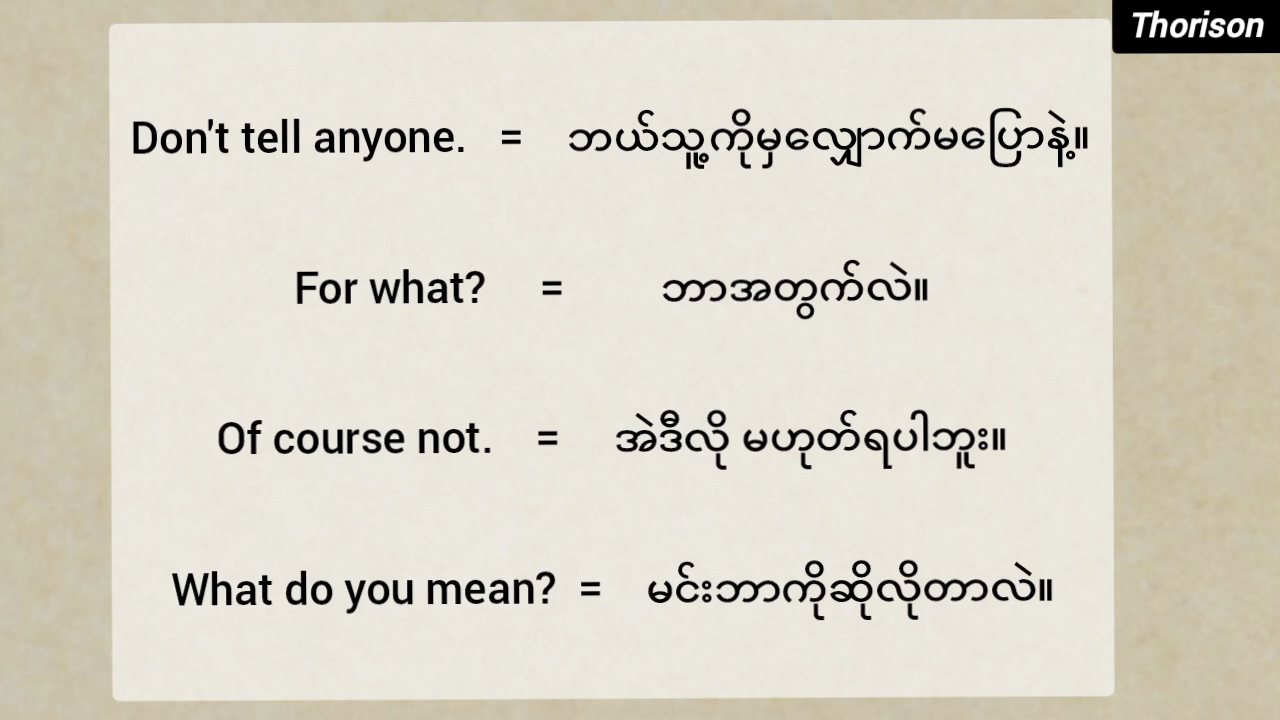 Thorison
Don't tell anyone. = ဘယ်သူ့ကိုမှလျှောက်မပြောနဲ့။
For what? = ဘာအတွက်လဲ။
Of course not. = အဲဒီလို မဟုတ်ရပါဘူး။
What do you mean? = မင်းဘာကိုဆိုလိုတာလဲ။